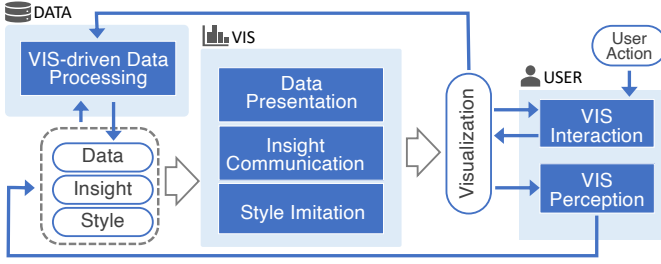 DATA
VIS-driven Data
Processing
Data
Insight
Style
VIS
Data
Presentation
Insight
Communication
Style Imitation
Visualization
User
Action
USER
VIS
Interaction
VIS
Perception